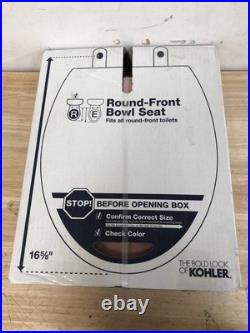 R E
Round-Front
Bowl Seat
Fits all round-front toilets
STOP!
BEFORE OPENING BOX
Confirm Correct Size
Check Color
16⅝"
THE BOLD LOOK
OF KOHLER®